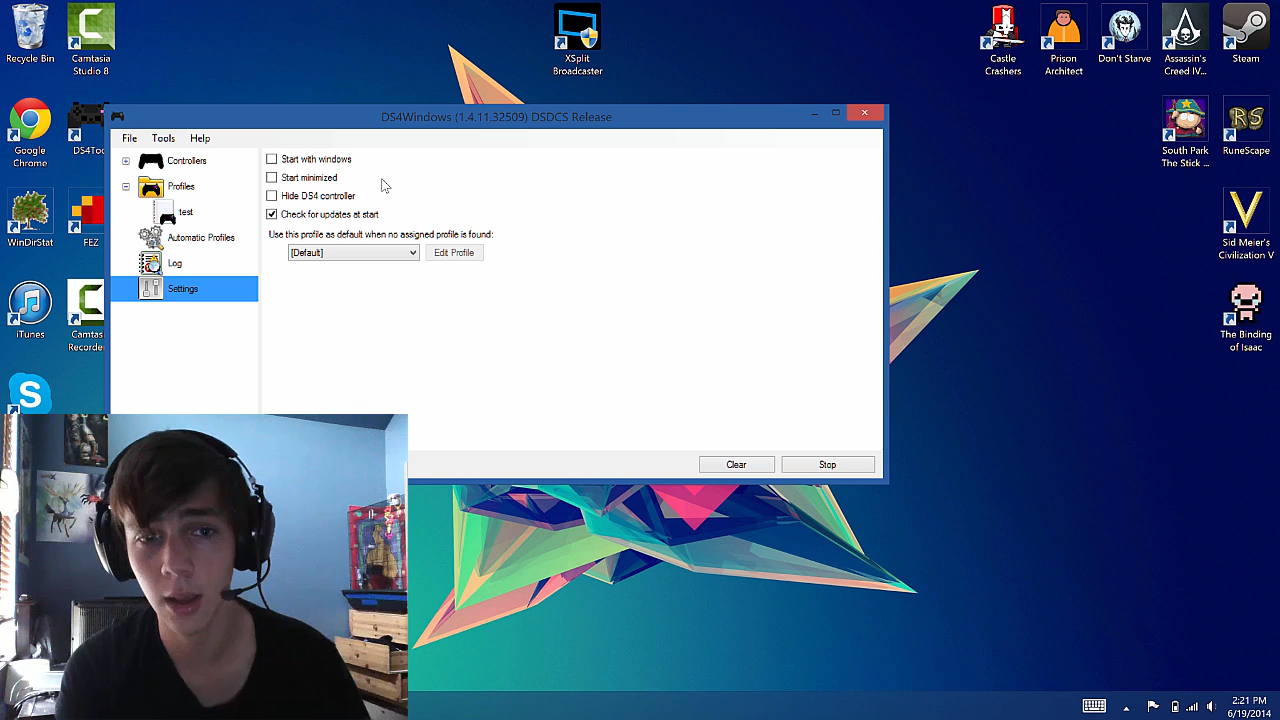 Recycle Bin
Camtasia
Studio 8
XSplit
Broadcaster
Castle
Crashers
Prison
Architect
Don't Starve
Assassin's
Creed IV...
Steam
Google
Chrome
DS4Too
South Park
The Stick ...
RuneScape
WinDirStat
FEZ
Sid Meier's
Civilization V
iTunes
Camtas
Recorde
The Binding
of Isaac
DS4Windows (1.4.11.32509) DSDCS Release
File Tools Help
Controllers
Profiles
test
Automatic Profiles
Log
Settings
Start with windows
Start minimized
Hide DS4 controller
Check for updates at start
Use this profile as default when no assigned profile is found:
[Default]
Edit Profile
Clear
Stop
2:21 PM
6/19/2014